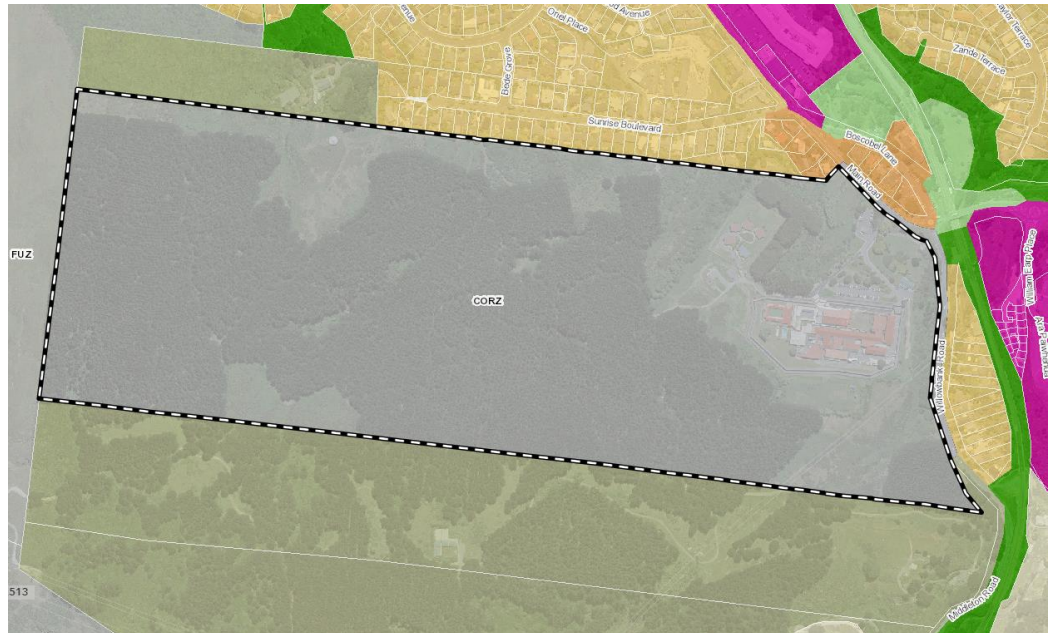 Oriel Place
Bede Grove
Sunrise Boulevard
Zande Terrace
Boscobel Lane
Main Road
William Earp Place
FUZ
CORZ
Willowbank Road
513
Middleton Road